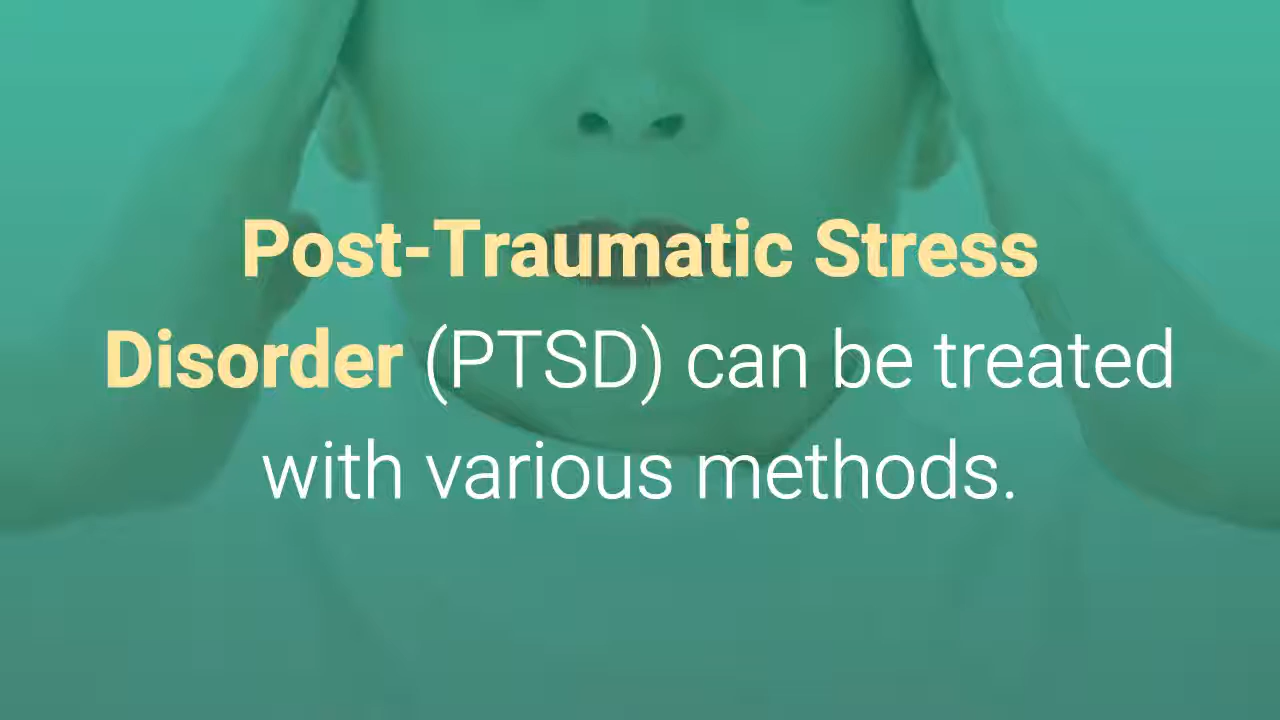 Post-Traumatic Stress
Disorder (PTSD) can be treated
with various methods.